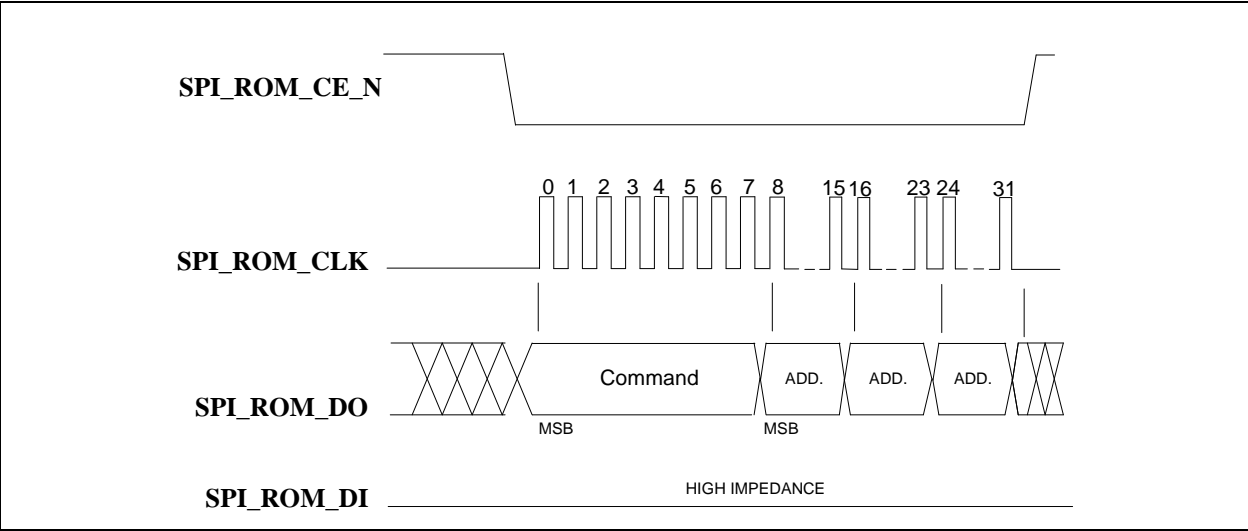 SPI_ROM_CE_N
0 1 2 3 4 5 6 7 8 15 16 23 24 31
SPI_ROM_CLK
Command ADD. ADD. ADD.
SPI_ROM_DO
MSB MSB
HIGH IMPEDANCE
SPI_ROM_DI